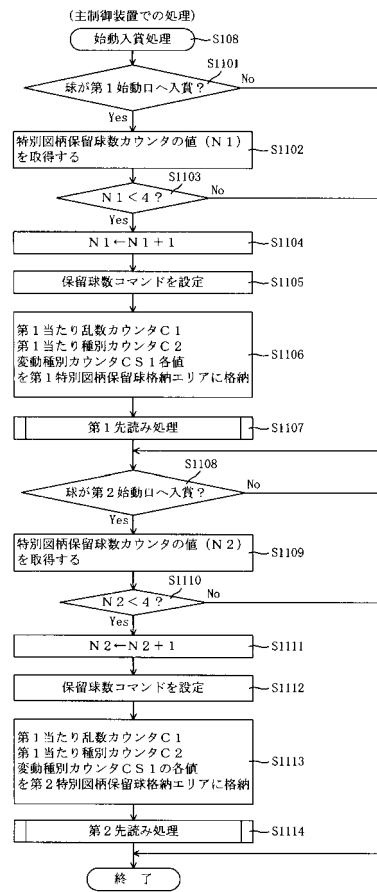 (主制御装置での処理)
始動入賞処理
S108
S1101
球が第1始動口へ入賞？
No
Yes
特別図柄保留球数カウンタの値（N1）
を取得する
S1102
S1103
N1＜4？
No
Yes
N1←N1＋1
S1104
保留球数コマンドを設定
S1105
第1当たり乱数カウンタC1
第1当たり種別カウンタC2
変動種別カウンタCS1各値
を第1特別図柄保留球格納エリアに格納
S1106
第1先読み処理
S1107
S1108
球が第2始動口へ入賞？
No
Yes
特別図柄保留球数カウンタの値（N2）
を取得する
S1109
S1110
N2＜4？
No
Yes
N2←N2＋1
S1111
保留球数コマンドを設定
S1112
第1当たり乱数カウンタC1
第1当たり種別カウンタC2
変動種別カウンタCS1の各値
を第2特別図柄保留球格納エリアに格納
S1113
第2先読み処理
S1114
終　了